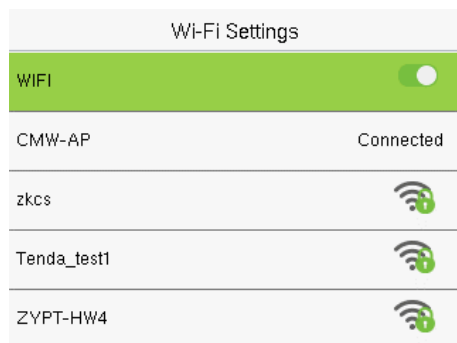 Wi-Fi Settings
WIFI
CMW-AP Connected
zkcs
Tenda_test1
ZYPT-HW4